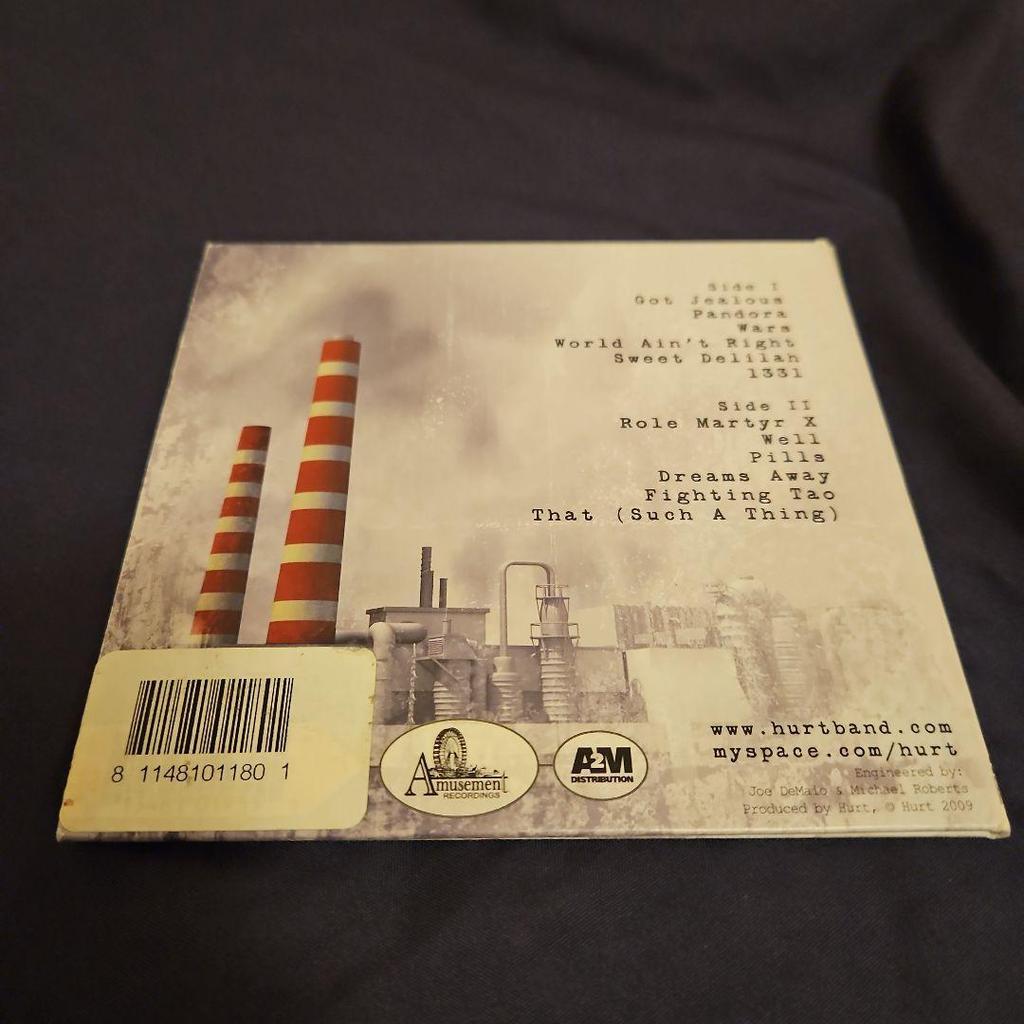 Side I
Got Jealous
Pandora
Wars
World Ain't Right
Sweet Delilah
1331
Side II
Role Martyr X
Well
Pills
Dreams Away
Fighting Tao
That (Such A Thing)
8 1148101180 1
Amusement
RECORDINGS
A2M
DISTRIBUTION
www.hurtband.com
myspace.com/hurt
Engineered by:
Joe DeMaio & Michael Roberts
Produced by Hurt, © Hurt 2009